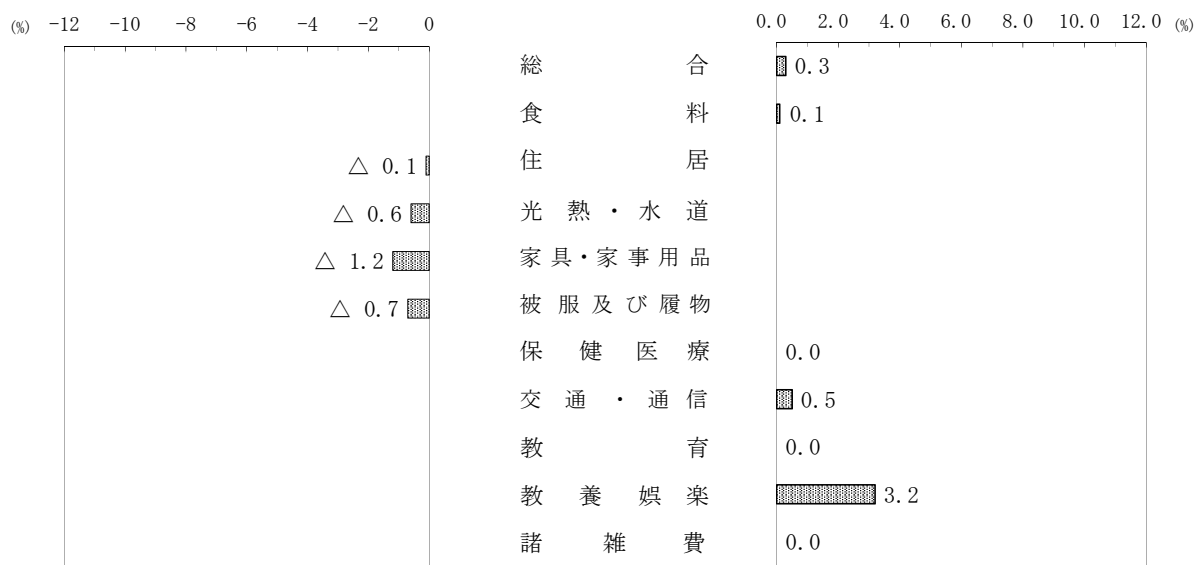 (%) -12 -10 -8 -6 -4 -2 0 0.0 2.0 4.0 6.0 8.0 10.0 12.0 (%)
総合 0.3
食料 0.1
△ 0.1 住居
△ 0.6 光熱・水道
△ 1.2 家具・家事用品
△ 0.7 被服及び履物
保健医療 0.0
交通・通信 0.5
教育 0.0
教養娯楽 3.2
諸雑費 0.0